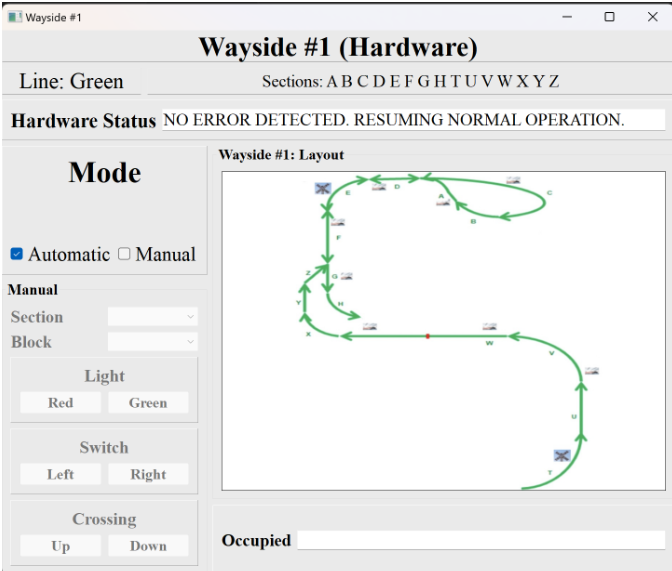 Wayside #1
Wayside #1 (Hardware)
Line: Green
Sections: A B C D E F G H T U V W X Y Z
Hardware Status NO ERROR DETECTED. RESUMING NORMAL OPERATION.
Mode
Automatic Manual
Manual
Section
Block
Light
Red Green
Switch
Left Right
Crossing
Up Down
Wayside #1: Layout
E D A B C
F
Z G
Y H
X W V
U
T
Occupied